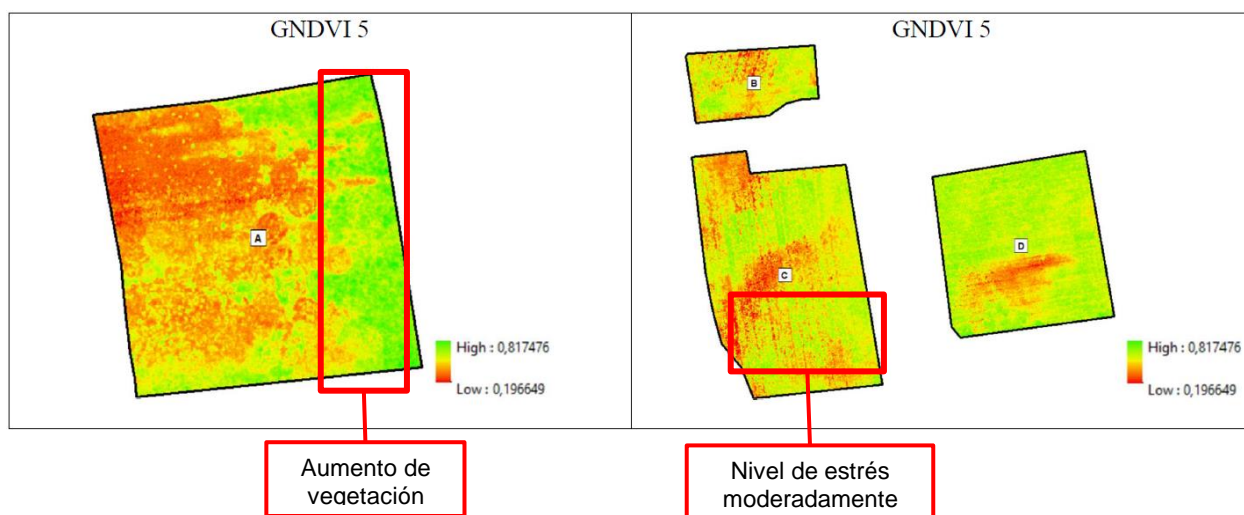 GNDVI 5
A
High : 0,817476
Low : 0,196649
GNDVI 5
B
C
D
High : 0,817476
Low : 0,196649
Aumento de
vegetación
Nivel de estrés
moderadamente